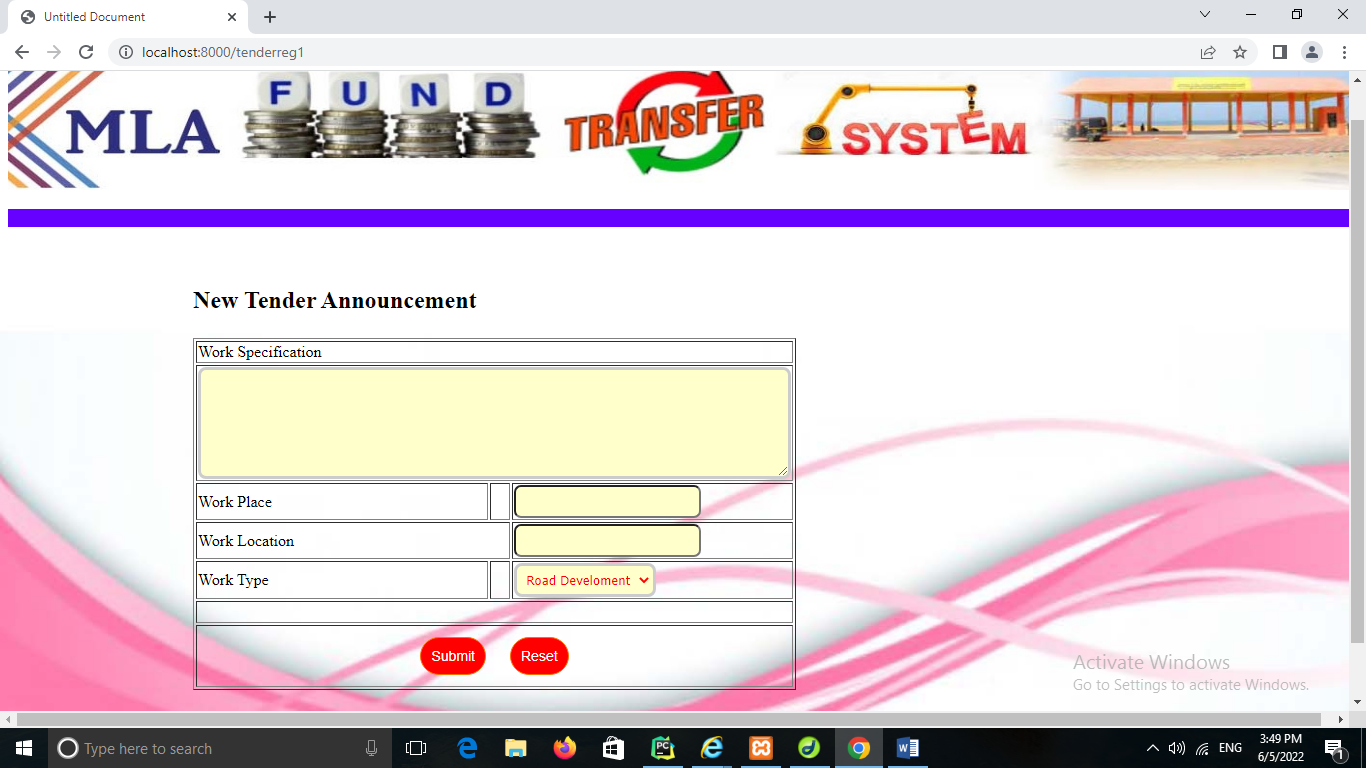 Untitled Document
localhost:8000/tenderreg1
MLA FUND TRANSFER SYSTEM
New Tender Announcement
Work Specification
Work Place
Work Location
Work Type
Road Develoment
Submit Reset
Activate Windows
Go to Settings to activate Windows.
Type here to search
ENG
3:49 PM
6/5/2022
1